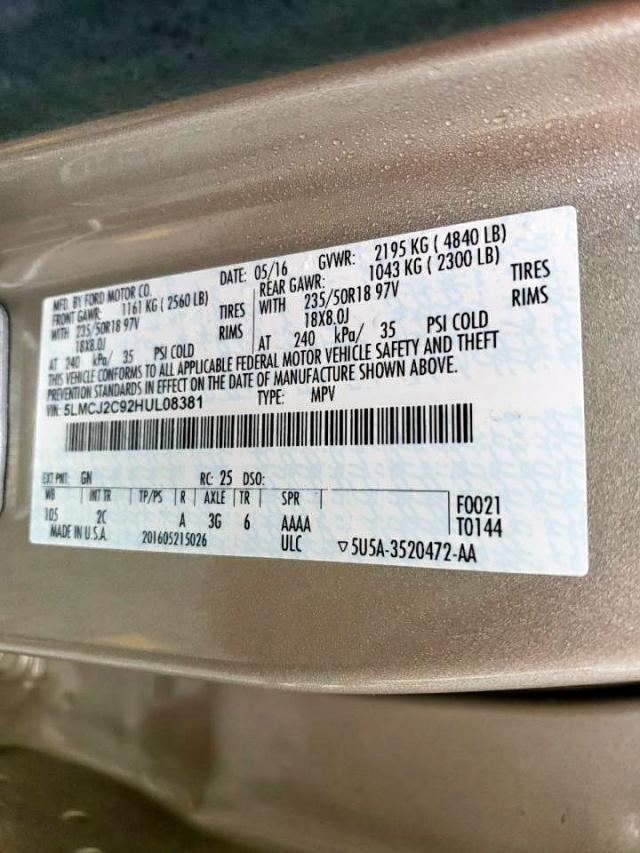 MFD. BY FORD MOTOR CO.
DATE: 05/16 GVWR: 2195 KG ( 4840 LB)
FRONT GAWR: 1161 KG ( 2560 LB) REAR GAWR: 1043 KG ( 2300 LB)
WITH 235/50R18 97V TIRES WITH 235/50R18 97V TIRES
18X8.0J RIMS 18X8.0J RIMS
AT 240 kPa/ 35 PSI COLD AT 240 kPa/ 35 PSI COLD
THIS VEHICLE CONFORMS TO ALL APPLICABLE FEDERAL MOTOR VEHICLE SAFETY AND THEFT
PREVENTION STANDARDS IN EFFECT ON THE DATE OF MANUFACTURE SHOWN ABOVE.
VIN: 5LMCJ2C92HUL08381 TYPE: MPV
EXT PNT: GN RC: 25 DSO:
WB INT TR TP/PS R AXLE TR SPR F0021
105 2C A 3G 6 AAAA T0144
MADE IN U.S.A. 201605215026 ULC ▽5U5A-3520472-AA